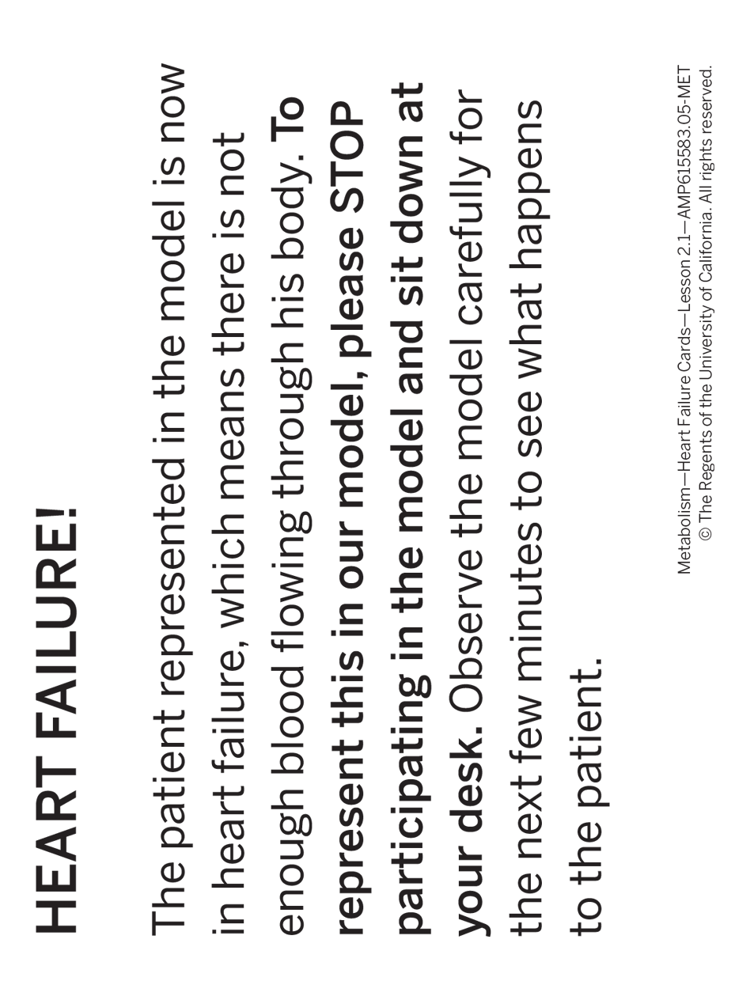 HEART FAILURE!
The patient represented in the model is now
in heart failure, which means there is not
enough blood flowing through his body. To
represent this in our model, please STOP
participating in the model and sit down at
your desk. Observe the model carefully for
the next few minutes to see what happens
to the patient.
Metabolism—Heart Failure Cards—Lesson 2.1—AMP615583.05-MET
© The Regents of the University of California. All rights reserved.